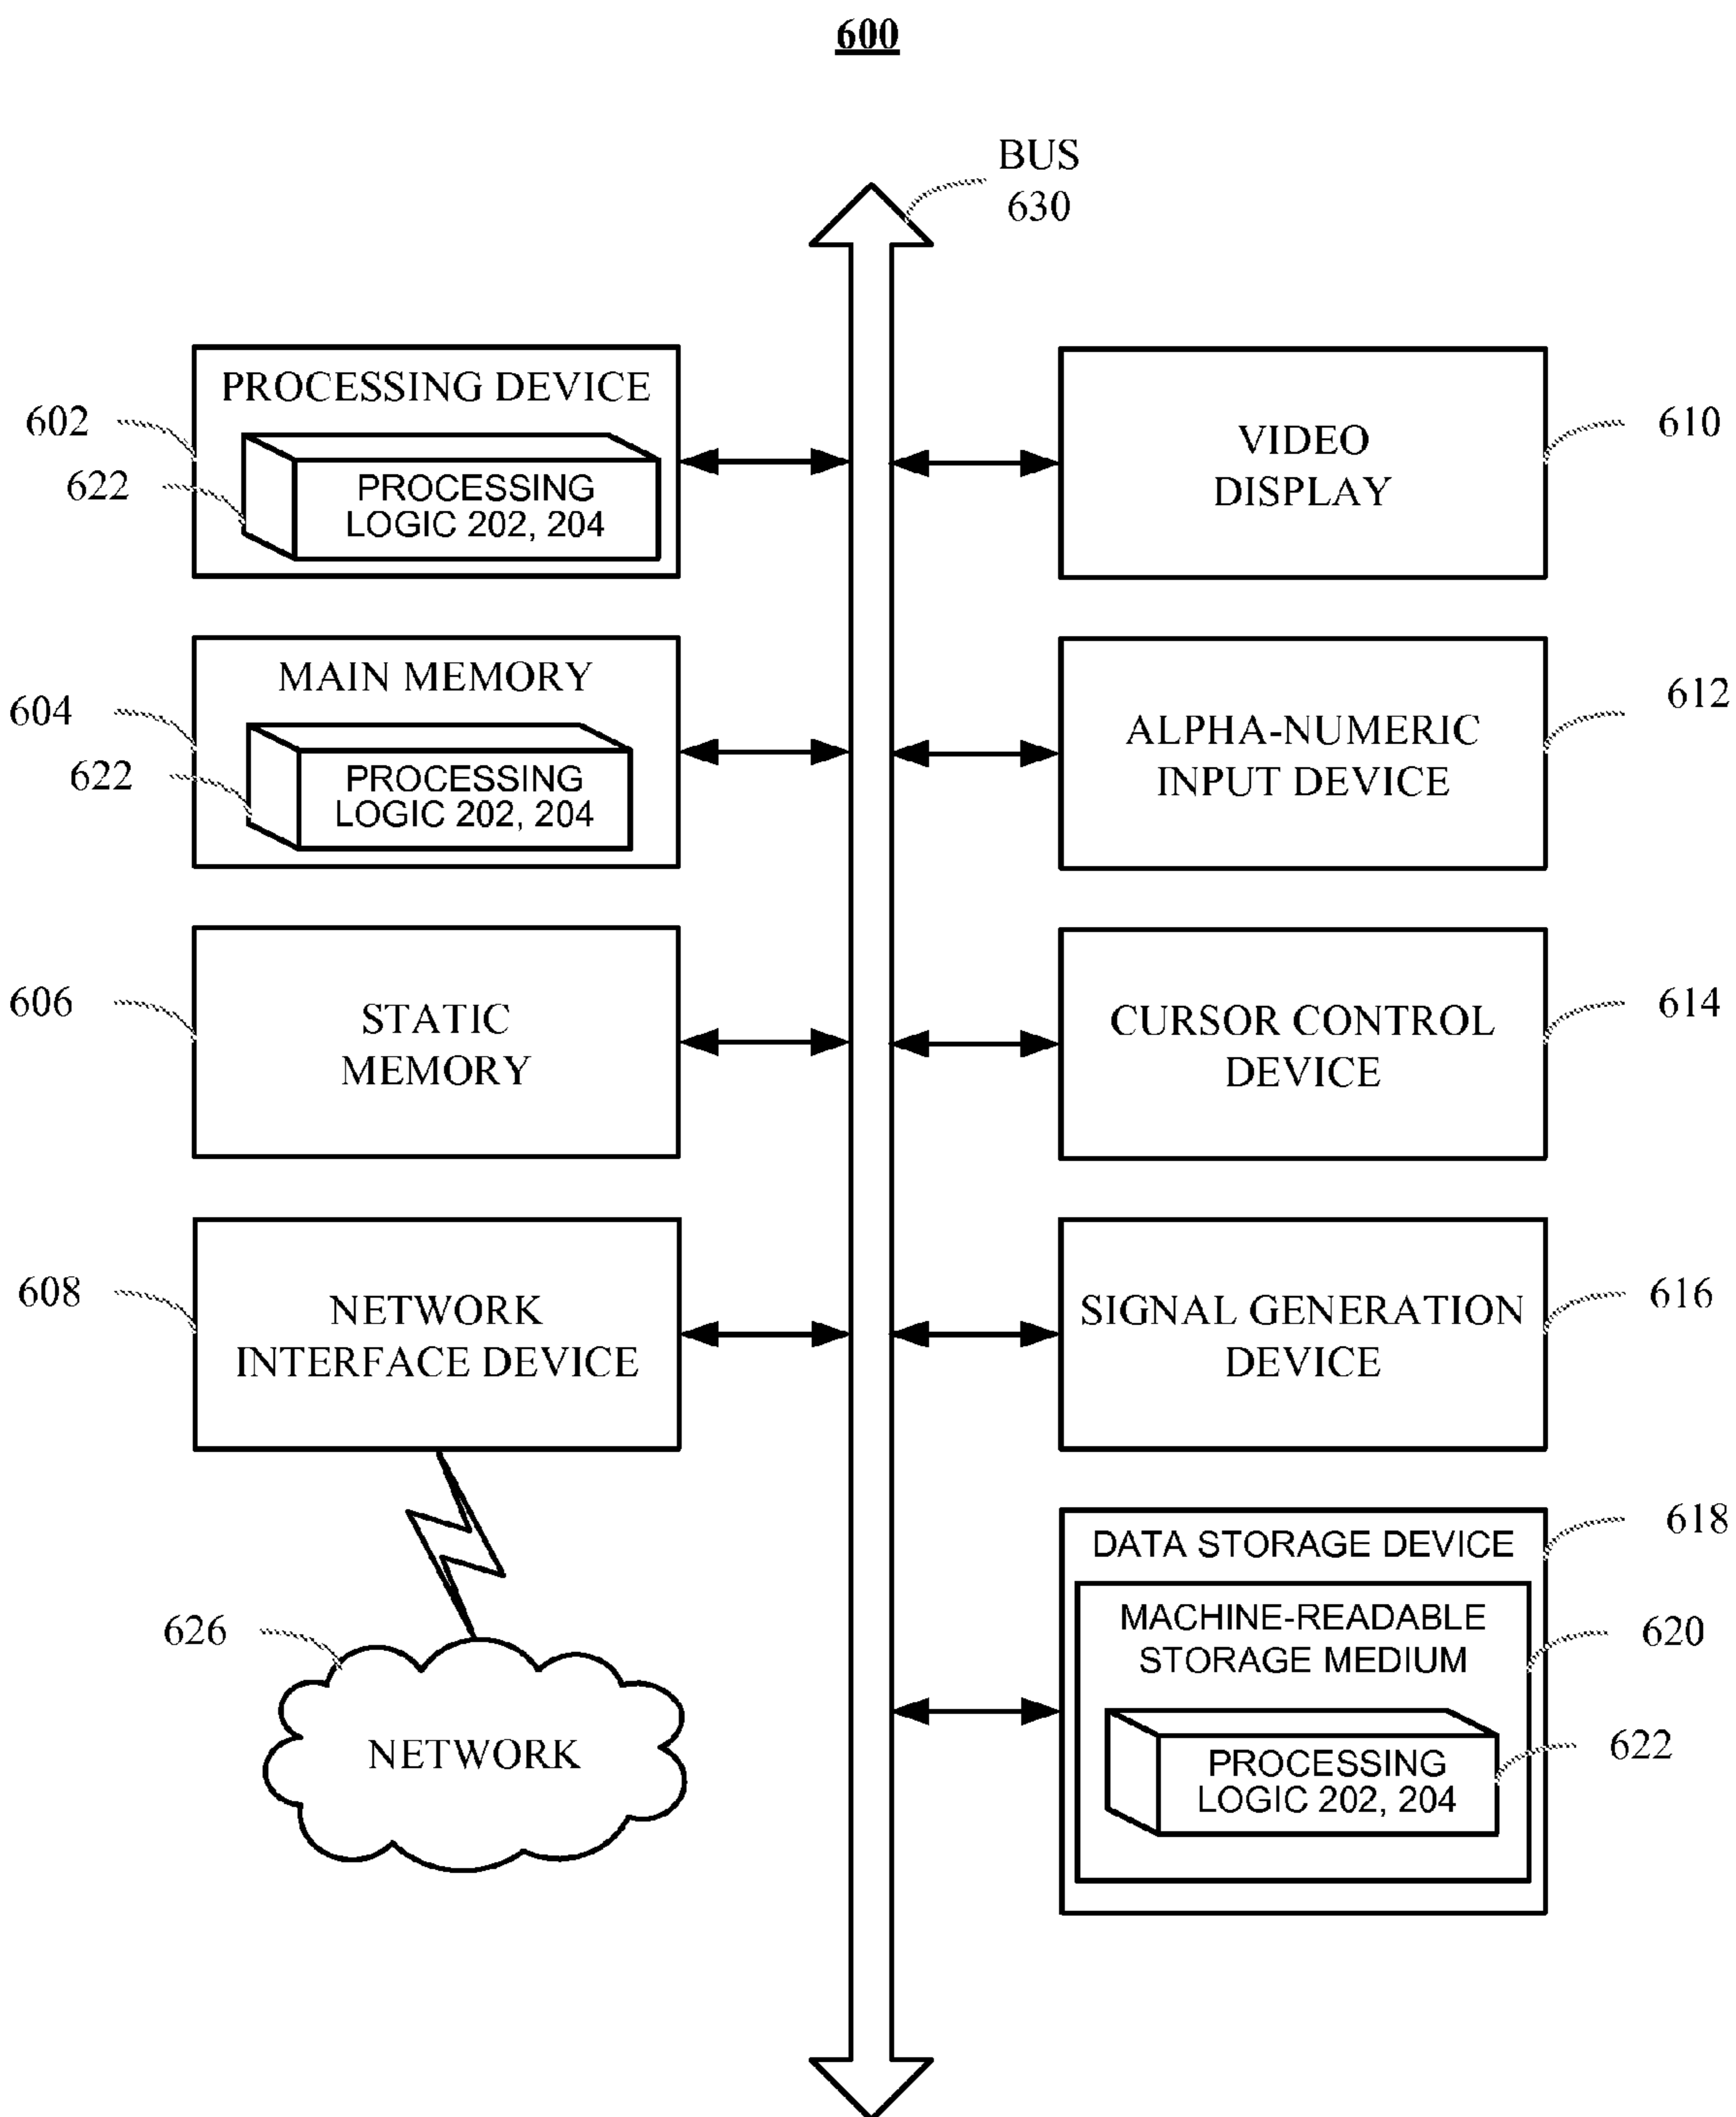 600
BUS
630
PROCESSING DEVICE
602
622
PROCESSING
LOGIC 202, 204
VIDEO
DISPLAY
610
MAIN MEMORY
604
622
PROCESSING
LOGIC 202, 204
ALPHA-NUMERIC
INPUT DEVICE
612
606
STATIC
MEMORY
CURSOR CONTROL
DEVICE
614
608
NETWORK
INTERFACE DEVICE
SIGNAL GENERATION
DEVICE
616
626
NETWORK
DATA STORAGE DEVICE
618
MACHINE-READABLE
STORAGE MEDIUM
620
PROCESSING
LOGIC 202, 204
622